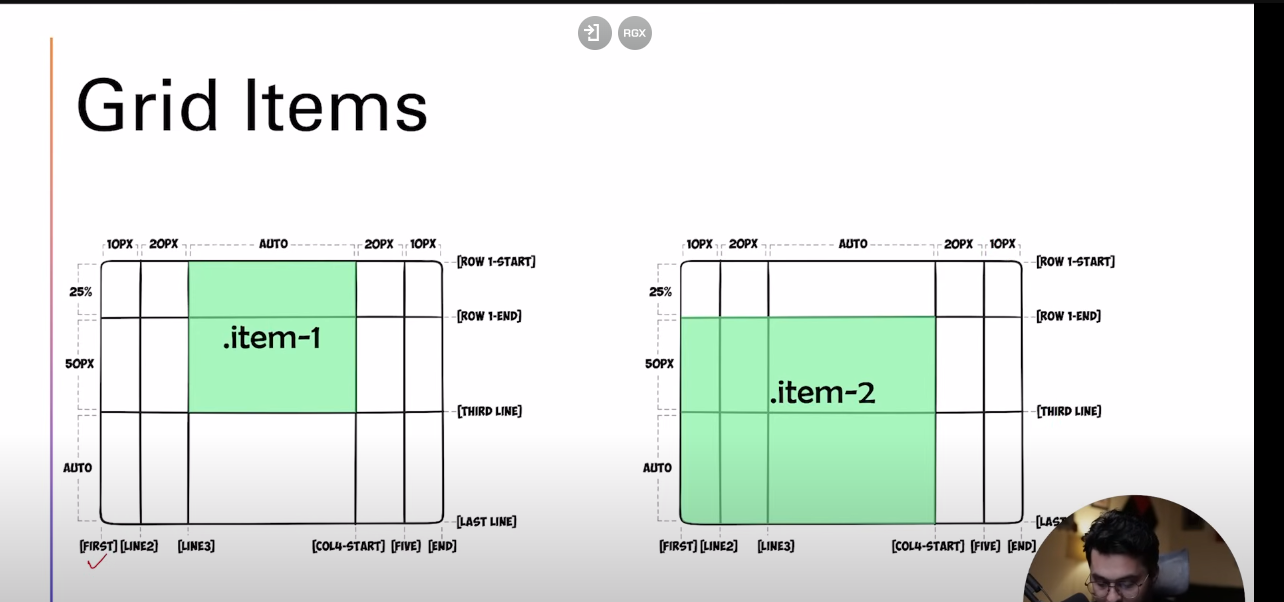 RGX
Grid Items
10PX 20PX AUTO 20PX 10PX
[ROW 1-START]
25%
[ROW 1-END]
.item-1
50PX
[THIRD LINE]
AUTO
[LAST LINE]
[FIRST] [LINE2] [LINE3] [COL4-START] [FIVE] [END]
10PX 20PX AUTO 20PX 10PX
[ROW 1-START]
25%
[ROW 1-END]
50PX
.item-2
[THIRD LINE]
AUTO
[FIRST] [LINE2] [LINE3] [COL4-START] [FIVE] [END]